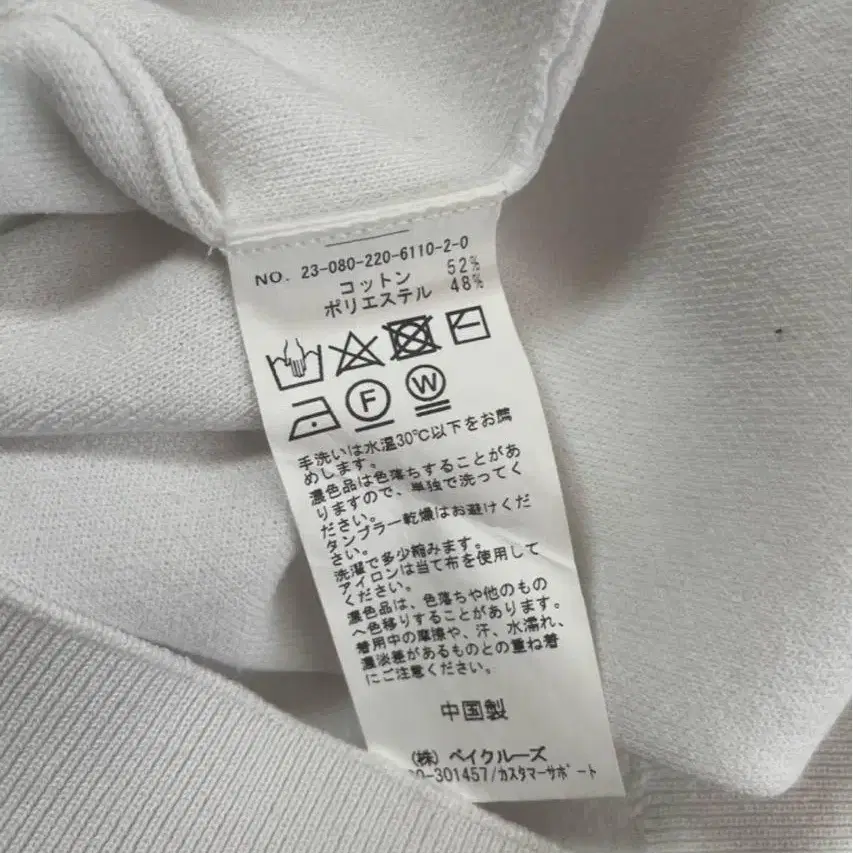 NO. 23-080-220-6110-2-0
コットン 52%
ポリエステル 48%
F W
手洗いは水温30℃以下をお薦
めします。
濃色品は色落ちすることがあ
りますので、単独で洗ってく
ださい。
タンブラー乾燥はお避けくだ
さい。
洗濯で多少縮みます。
アイロンは当て布を使用して
ください。
濃色品は、色落ちや他のもの
へ色移りすることがあります。
着用中の摩擦や、汗、水濡れ、
濃淡差があるものとの重ね着
にご注意ください。
中国製
(株) ベイクルーズ
0-301457/カスタマーサポート